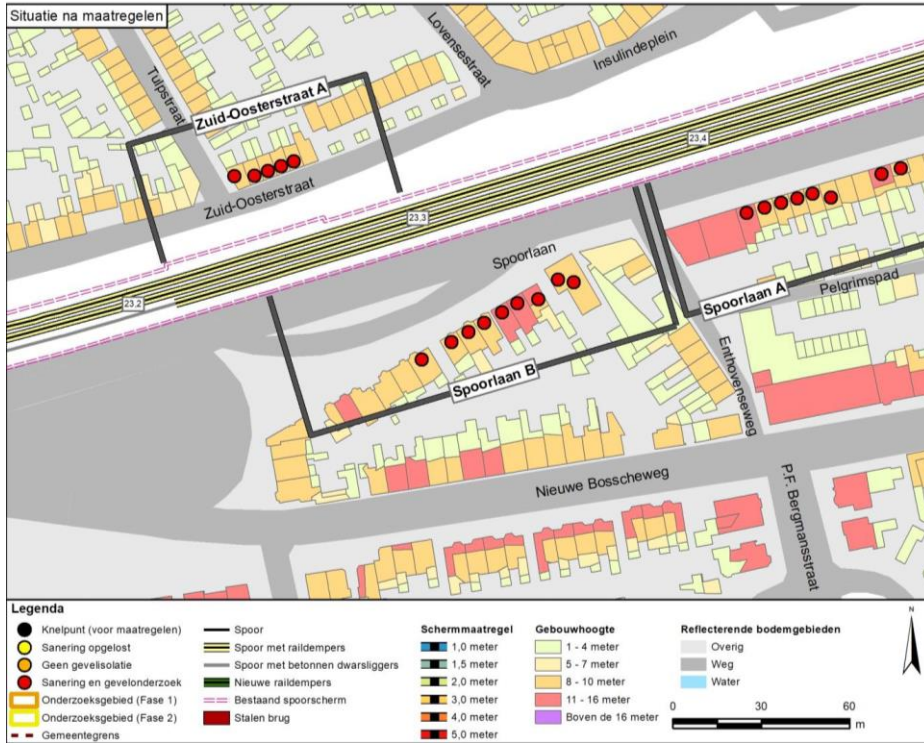 Situatie na maatregelen
Lovensestraat
Insulindeplein
Tulpstraat
Zuid-Oosterstraat A
23,4
Zuid-Oosterstraat
23,3
Spoorlaan
Pelgrimspad
23,2
Spoorlaan A
Spoorlaan B
Enthovenseweg
Nieuwe Bosscheweg
P.F. Bergmansstraat
Legenda
Knelpunt (voor maatregelen)
Sanering opgelost
Geen gevelisolatie
Sanering en gevelonderzoek
Onderzoeksgebied (Fase 1)
Onderzoeksgebied (Fase 2)
Gemeentegrens
Spoor
Spoor met raildempers
Spoor met betonnen dwarsliggers
Nieuwe raildempers
Bestaand spoorscherm
Stalen brug
Schermmaatregel
1,0 meter
1,5 meter
2,0 meter
3,0 meter
4,0 meter
5,0 meter
Gebouwhoogte
1 - 4 meter
5 - 7 meter
8 - 10 meter
11 - 16 meter
Boven de 16 meter
Reflecterende bodemgebieden
Overig
Weg
Water
N
0 30 60
m